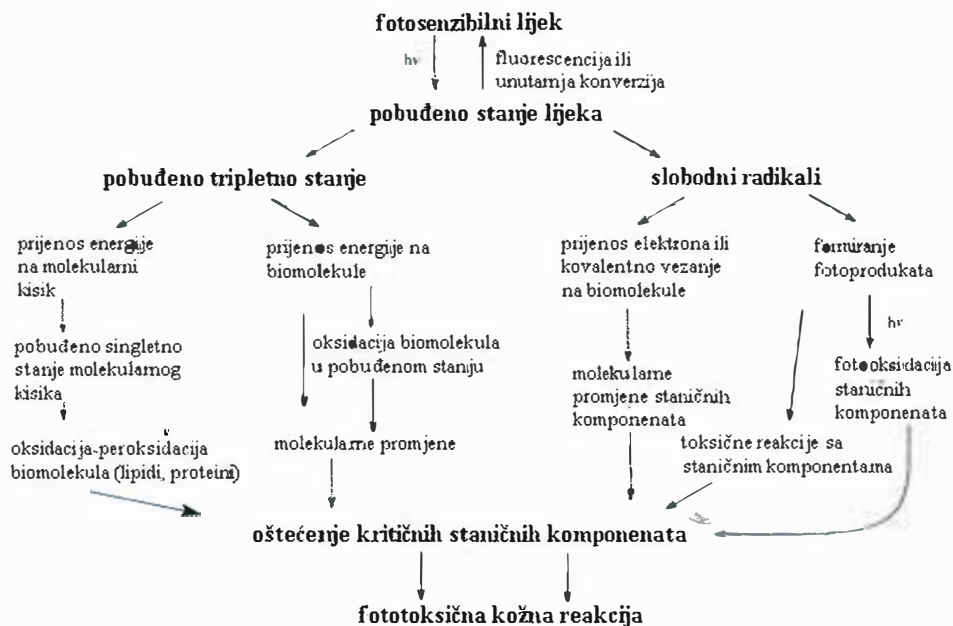 fotosenzibilni lijek
hν
fluorescencija ili
unutarnja konverzija
pobuđeno stanje lijeka
pobuđeno tripletno stanje
slobodni radikali
prijenos energije
na molekularni
kisik
prijenos energije na
biomolekule
prijenos elektrona ili
kovalentno vezanje
na biomolekule
formiranje
fotoprodukata
hν
pobuđeno singletno
stanje molekularnog
kisika
oksidacija biomolekula
u pobuđenom stanju
molekularne
promjene staničnih
komponenata
fotooksidacija
staničnih
komponenata
oksidacija-peroksidacija
biomolekula (lipidi, proteini)
molekularne promjene
toksične reakcije sa
staničnim komponentama
oštećenje kritičnih staničnih komponenata
fototoksična kožna reakcija